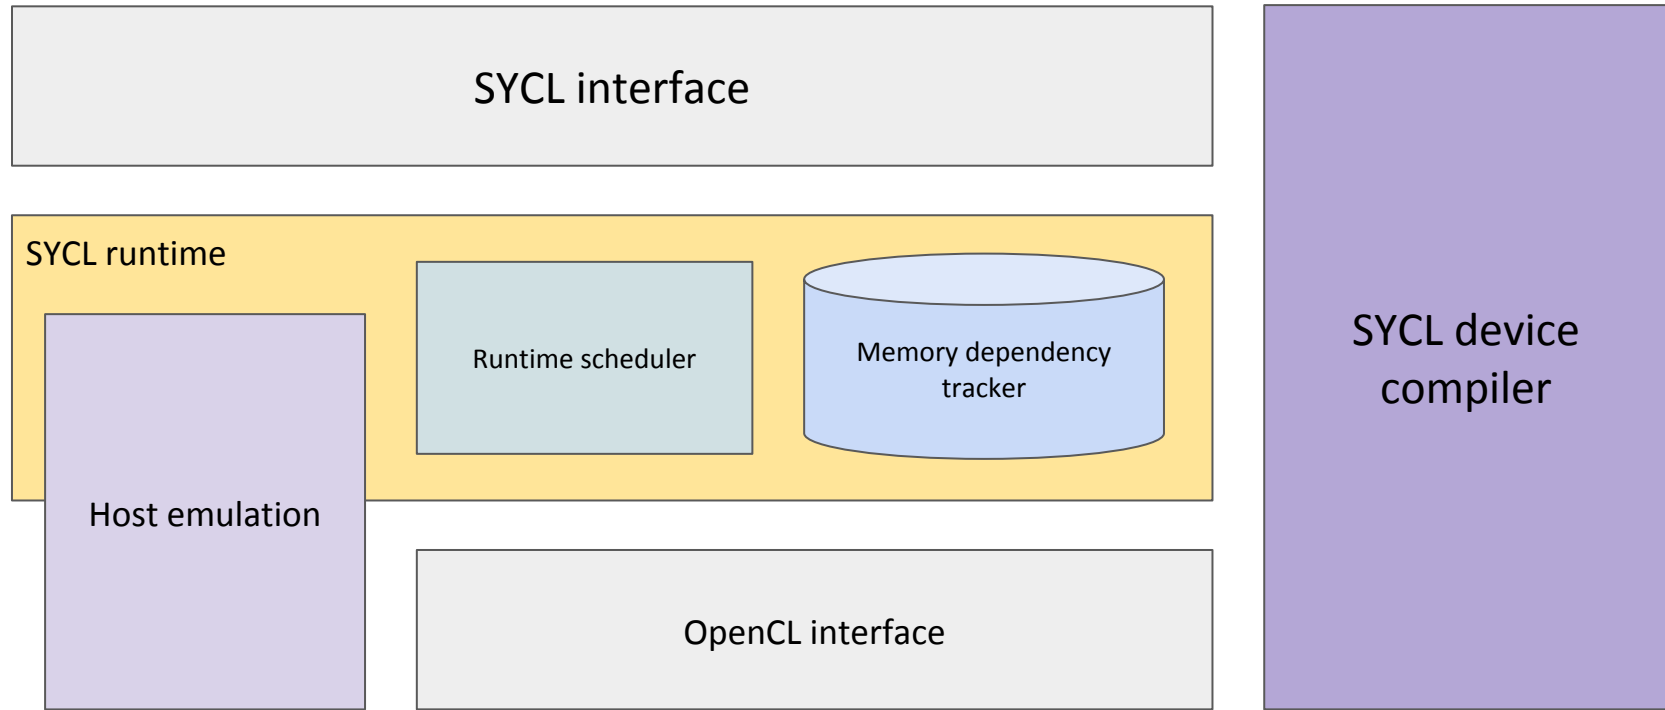 SYCL interface
SYCL runtime
Runtime scheduler
Memory dependency
tracker
Host emulation
OpenCL interface
SYCL device
compiler